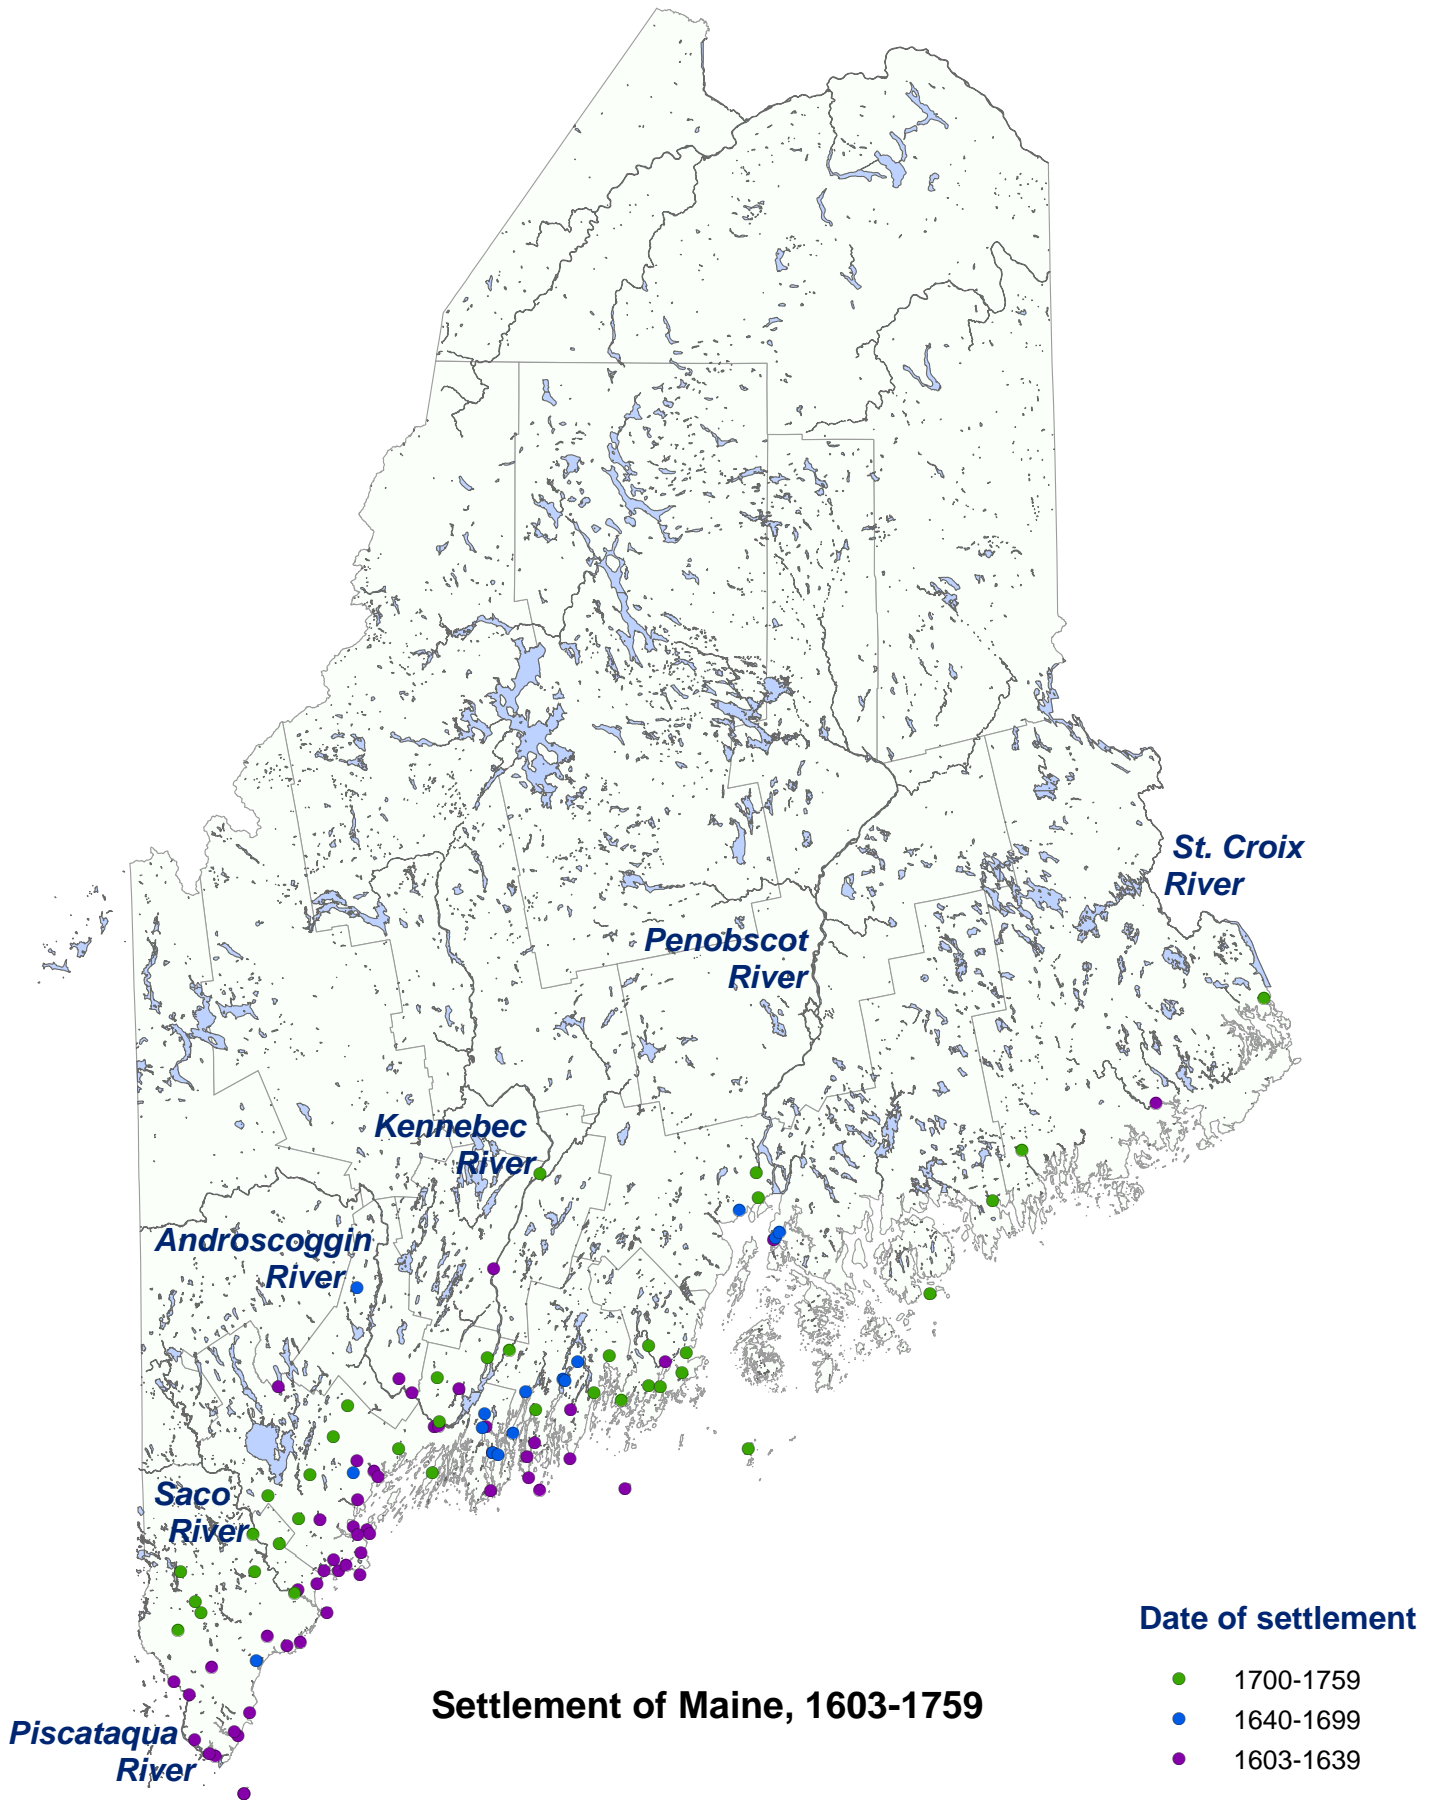 St. Croix
River
Penobscot
River
Kennebec
River
Androscoggin
River
Saco
River
Date of settlement
1700-1759
Settlement of Maine, 1603-1759
1640-1699
Piscataqua
River
1603-1639